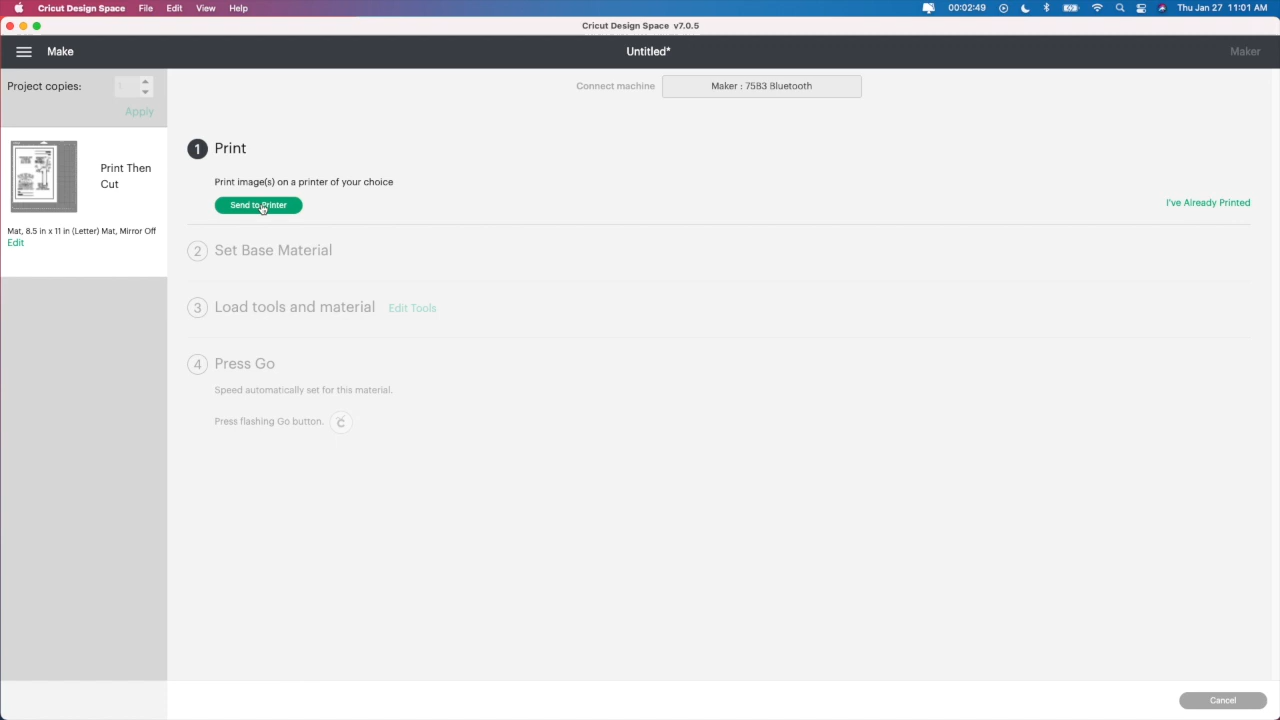 Cricut Design Space File Edit View Help 00:02:49 Thu Jan 27 11:01 AM
Cricut Design Space v7.0.5
Make Untitled* Maker
Project copies: 1
Apply
Connect machine Maker : 75B3 Bluetooth
Print Then
Cut
Mat, 8.5 in x 11 in (Letter) Mat, Mirror Off
Edit
1 Print
Print image(s) on a printer of your choice
Send to Printer
I've Already Printed
2 Set Base Material
3 Load tools and material Edit Tools
4 Press Go
Speed automatically set for this material.
Press flashing Go button. C
Cancel